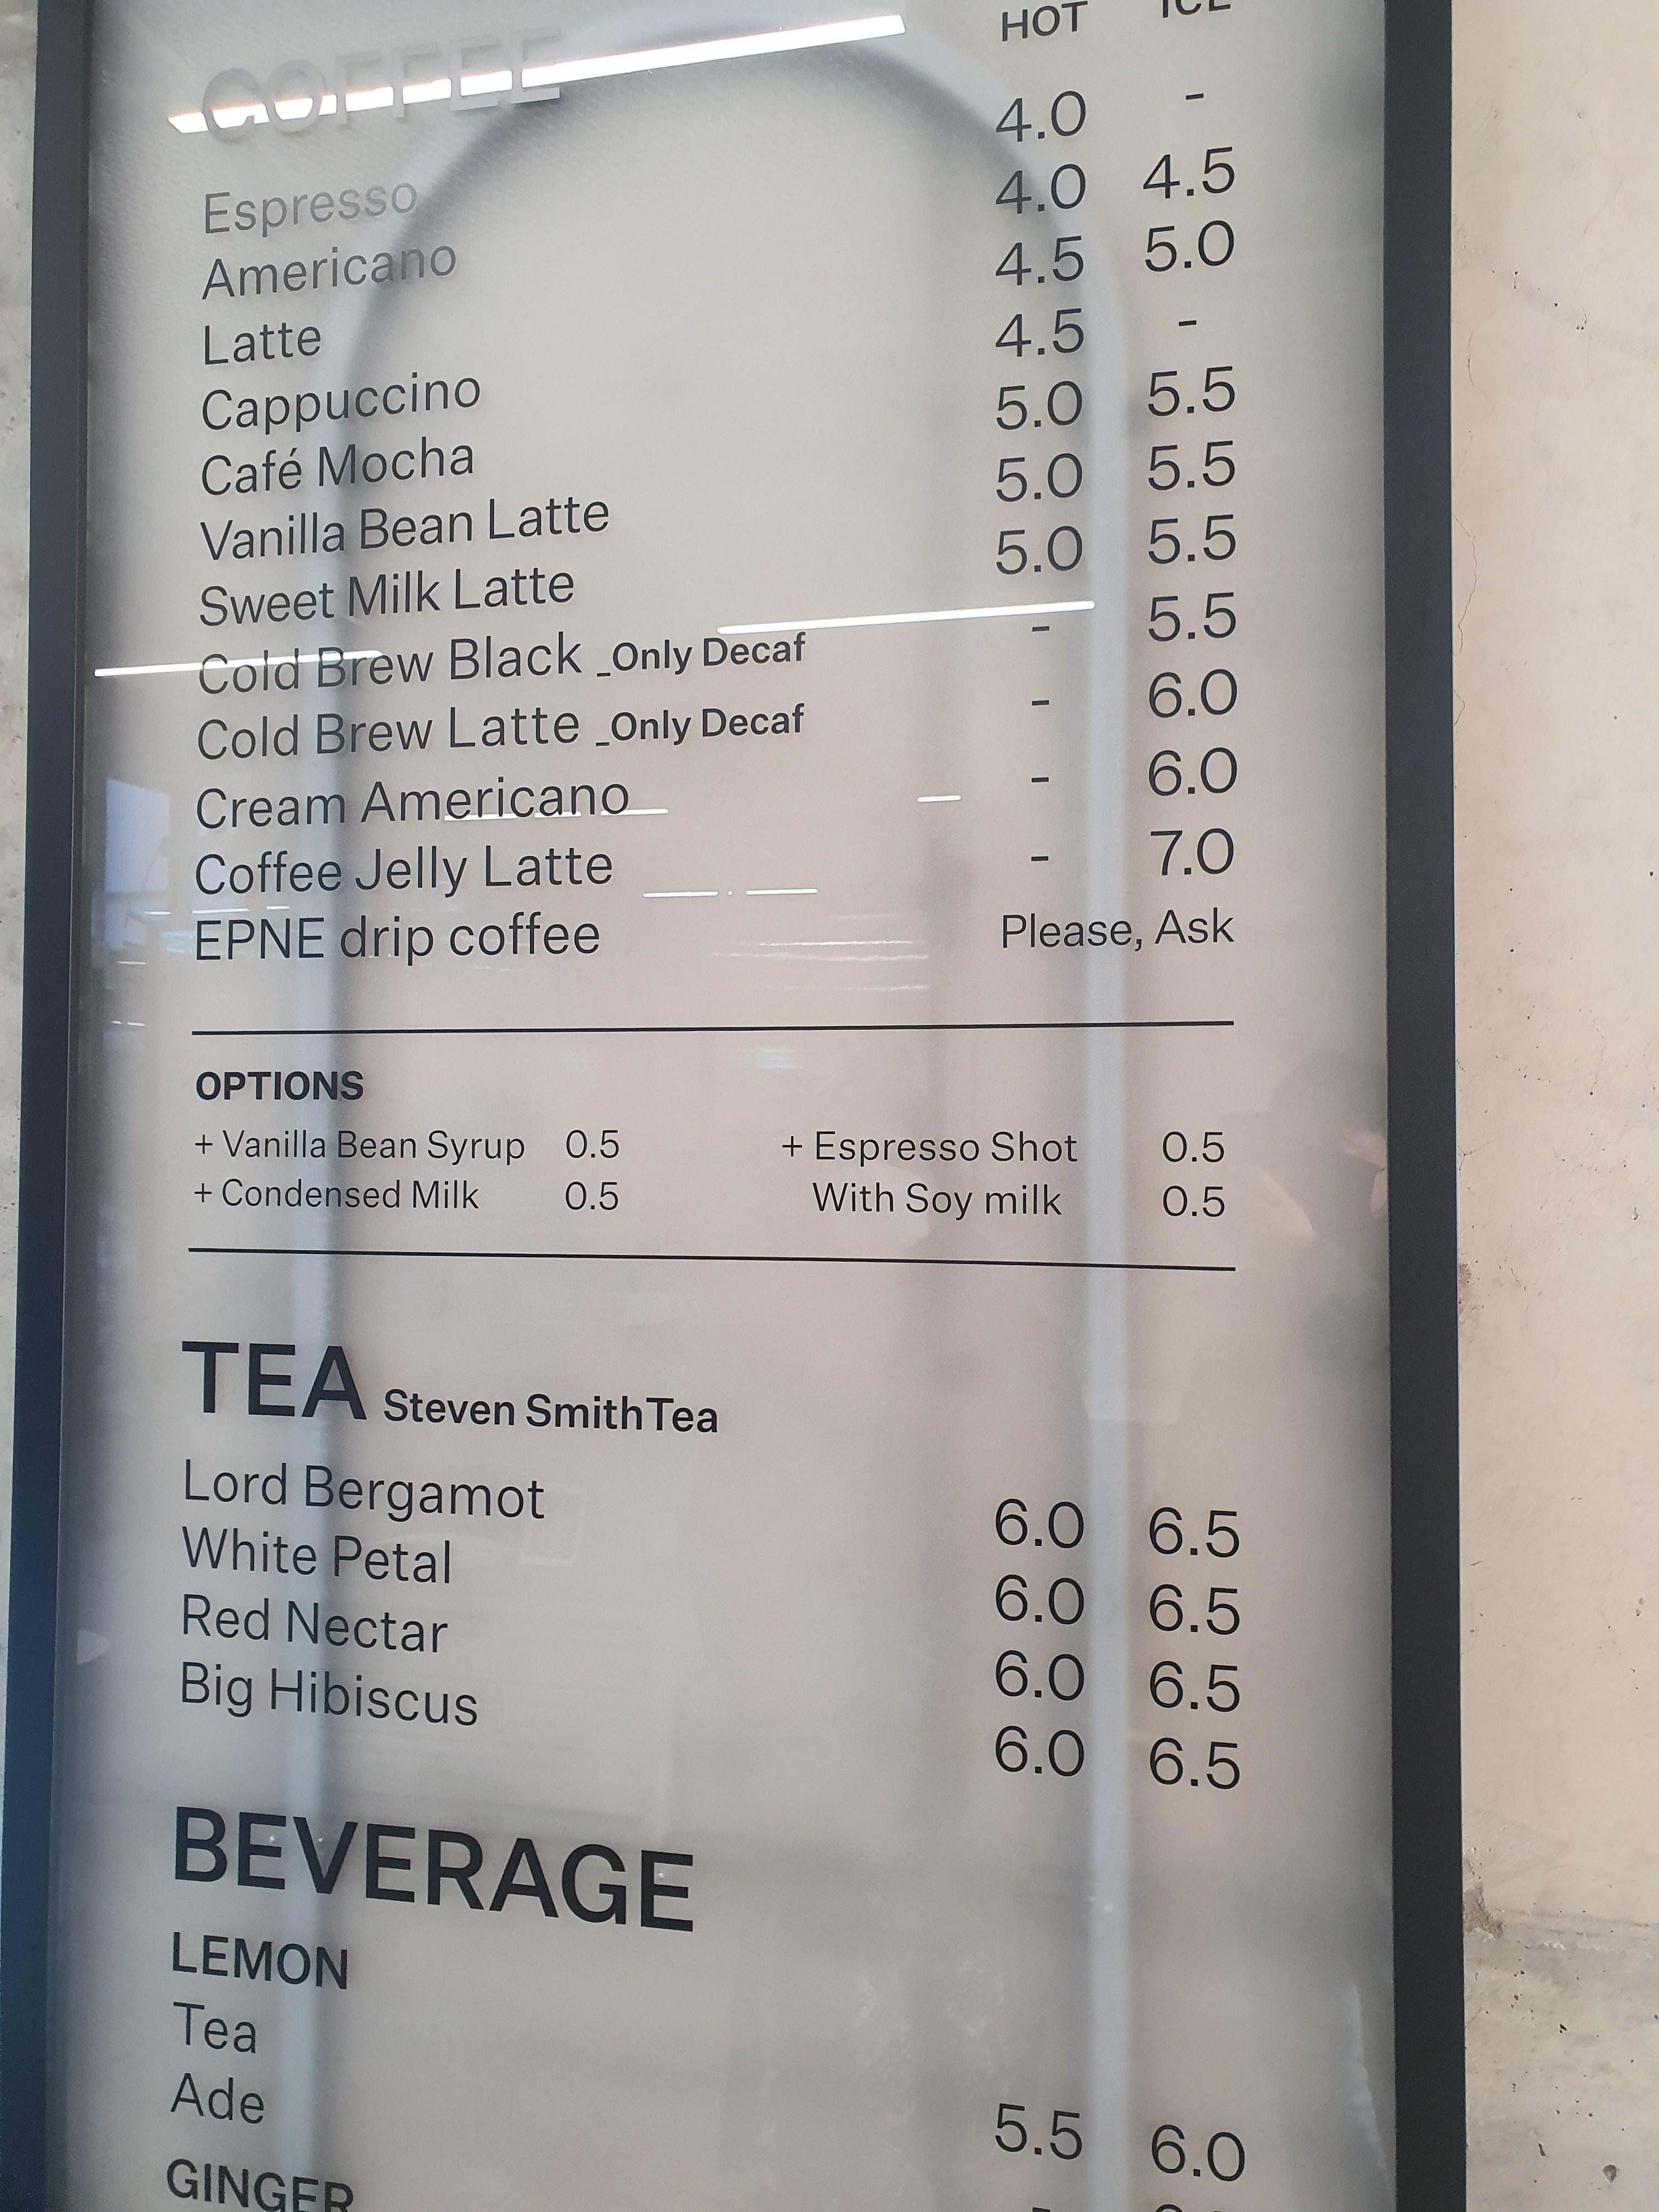 HOT ICE
COFFEE
Espresso 4.0 -
Americano 4.0 4.5
Latte 4.5 5.0
Cappuccino 4.5 -
Café Mocha 5.0 5.5
Vanilla Bean Latte 5.0 5.5
Sweet Milk Latte 5.0 5.5
Cold Brew Black _Only Decaf - 5.5
Cold Brew Latte _Only Decaf - 6.0
Cream Americano - 6.0
Coffee Jelly Latte - 7.0
EPNE drip coffee Please, Ask
OPTIONS
+ Vanilla Bean Syrup 0.5 + Espresso Shot 0.5
+ Condensed Milk 0.5 With Soy milk 0.5
TEA Steven Smith Tea
Lord Bergamot 6.0 6.5
White Petal 6.0 6.5
Red Nectar 6.0 6.5
Big Hibiscus 6.0 6.5
BEVERAGE
LEMON
Tea 5.5 6.0
Ade
GINGER